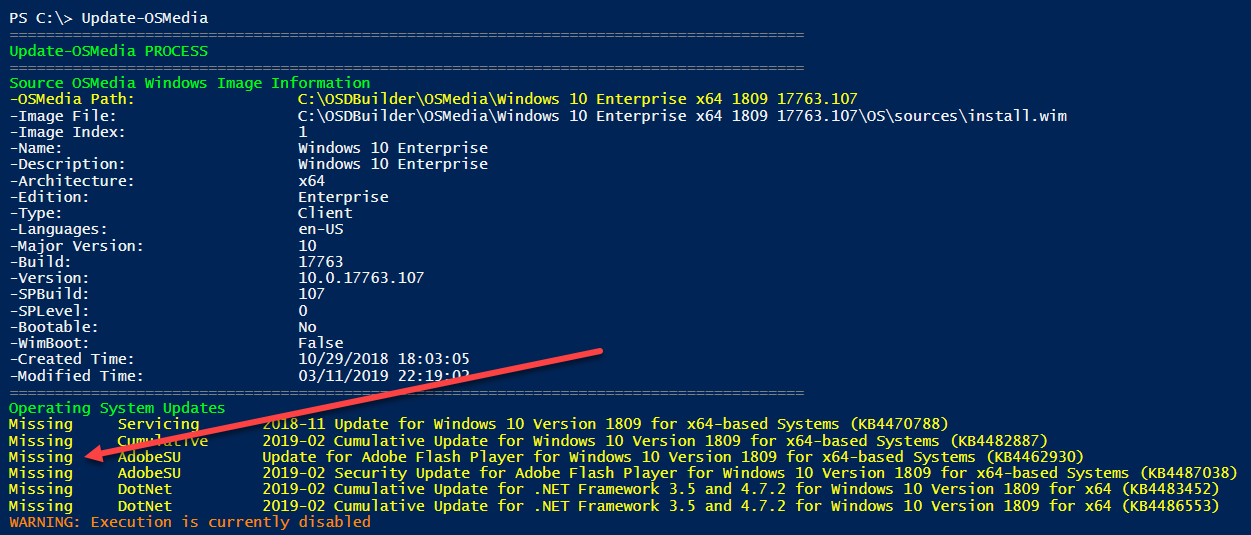 PS C:\> Update-OSMedia
========================================================================================
Update-OSMedia PROCESS
========================================================================================
Source OSMedia Windows Image Information
-OSMedia Path: C:\OSDBuilder\OSMedia\Windows 10 Enterprise x64 1809 17763.107
-Image File: C:\OSDBuilder\OSMedia\Windows 10 Enterprise x64 1809 17763.107\OS\sources\install.wim
-Image Index: 1
-Name: Windows 10 Enterprise
-Description: Windows 10 Enterprise
-Architecture: x64
-Edition: Enterprise
-Type: Client
-Languages: en-US
-Major Version: 10
-Build: 17763
-Version: 10.0.17763.107
-SPBuild: 107
-SPLevel: 0
-Bootable: No
-WimBoot: False
-Created Time: 10/29/2018 18:03:05
-Modified Time: 03/11/2019 22:19:02
========================================================================================
Operating System Updates
Missing Servicing 2018-11 Update for Windows 10 Version 1809 for x64-based Systems (KB4470788)
Missing Cumulative 2019-02 Cumulative Update for Windows 10 Version 1809 for x64-based Systems (KB4482887)
Missing AdobeSU Update for Adobe Flash Player for Windows 10 Version 1809 for x64-based Systems (KB4462930)
Missing AdobeSU 2019-02 Security Update for Adobe Flash Player for Windows 10 Version 1809 for x64-based Systems (KB4487038)
Missing DotNet 2019-02 Cumulative Update for .NET Framework 3.5 and 4.7.2 for Windows 10 Version 1809 for x64 (KB4483452)
Missing DotNet 2019-02 Cumulative Update for .NET Framework 3.5 and 4.7.2 for Windows 10 Version 1809 for x64 (KB4486553)
WARNING: Execution is currently disabled